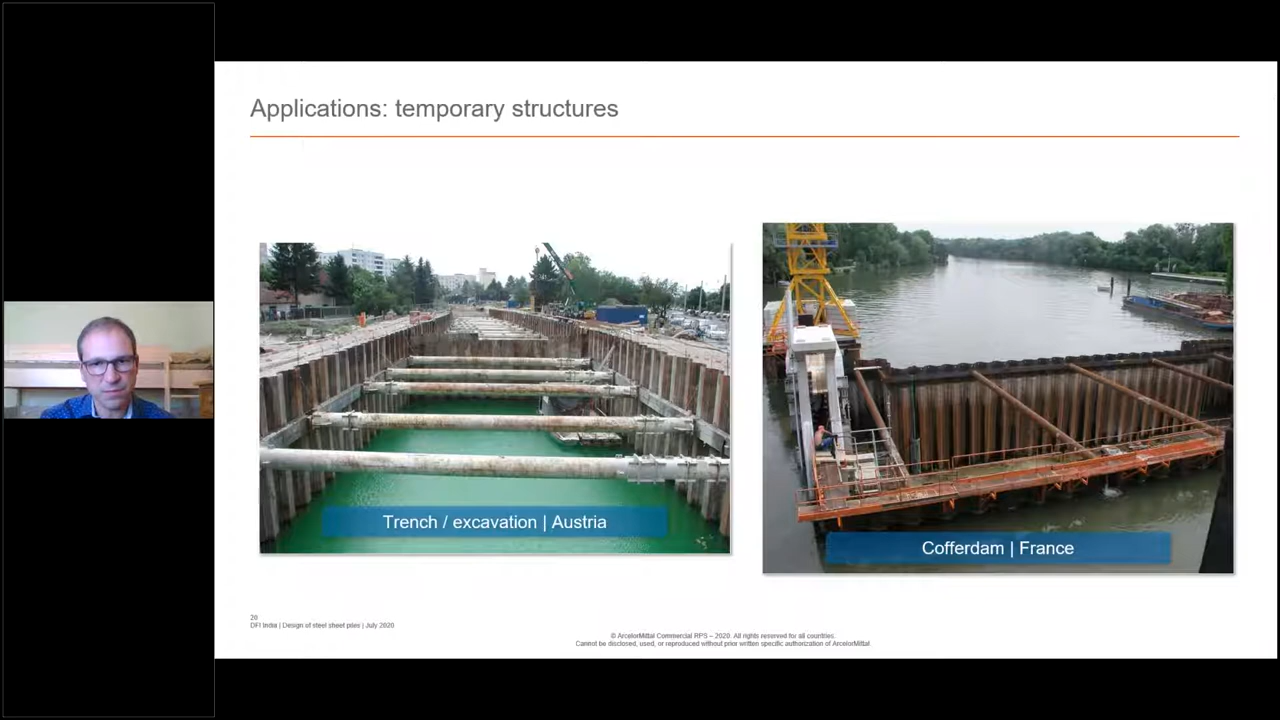 Applications: temporary structures
Trench / excavation | Austria
Cofferdam | France
20
DFI India | Design of steel sheet piles | July 2020
© ArcelorMittal Commercial RPS – 2020. All rights reserved for all countries.
Cannot be disclosed, used, or reproduced without prior written specific authorization of ArcelorMittal